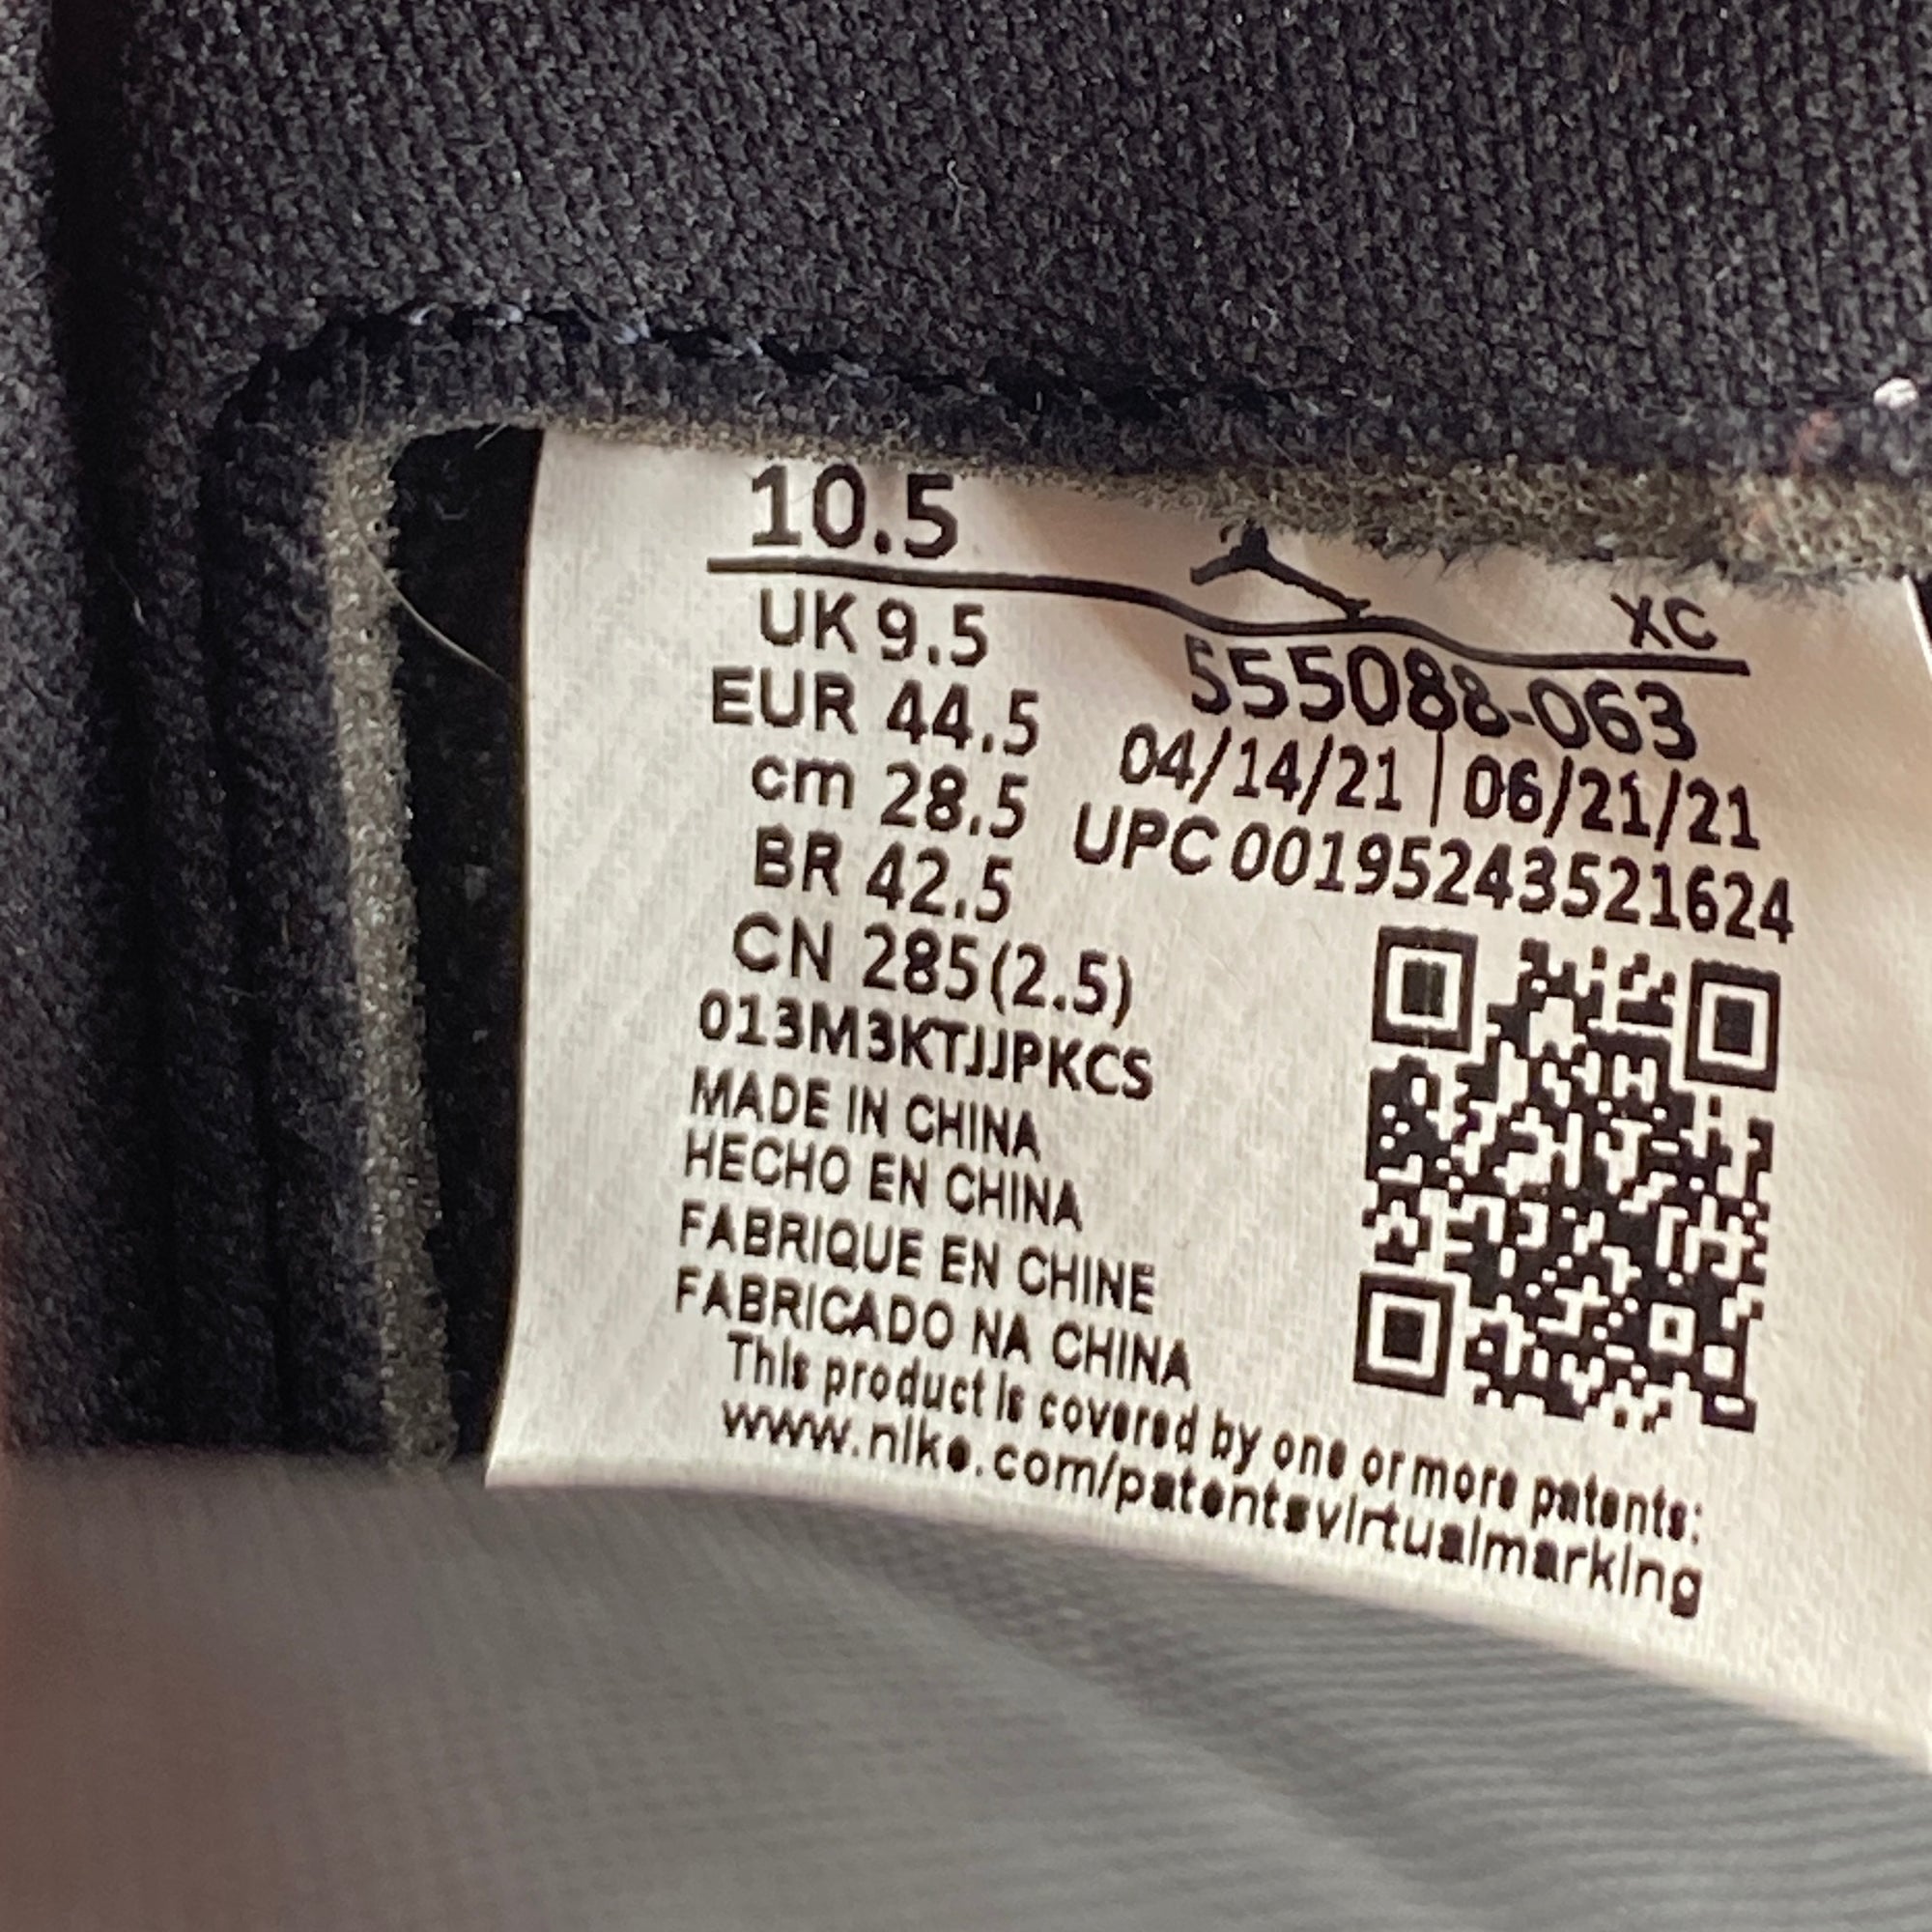 10.5
XC
UK 9.5
555088-063
EUR 44.5
04/14/21 | 06/21/21
cm 28.5
UPC 00195243521624
BR 42.5
CN 285(2.5)
013M3KTJJPKCS
MADE IN CHINA
HECHO EN CHINA
FABRIQUE EN CHINE
FABRICADO NA CHINA
This product is covered by one or more patents:
www.nike.com/patentsvirtualmarking